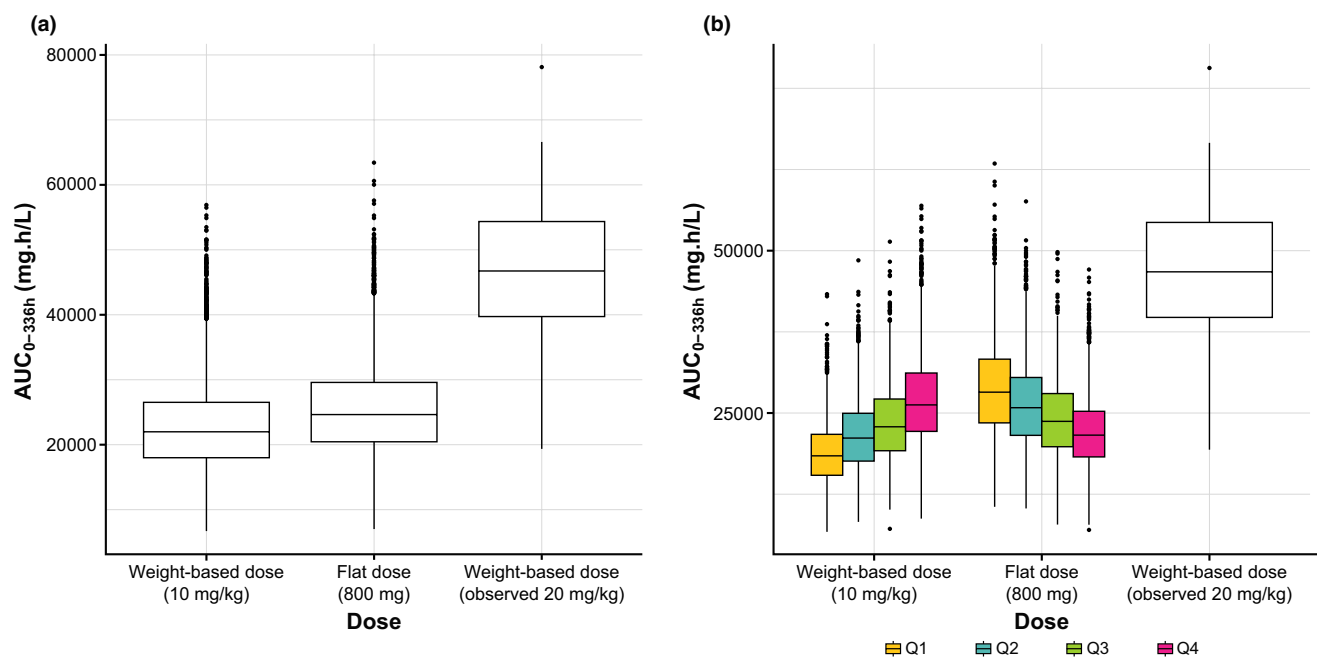 (a)
80000
60000
40000
20000
AUC0–336h (mg.h/L)
Weight-based dose
(10 mg/kg)
Flat dose
(800 mg)
Weight-based dose
(observed 20 mg/kg)
Dose
(b)
50000
25000
AUC0–336h (mg.h/L)
Weight-based dose
(10 mg/kg)
Flat dose
(800 mg)
Weight-based dose
(observed 20 mg/kg)
Dose
Q1 Q2 Q3 Q4